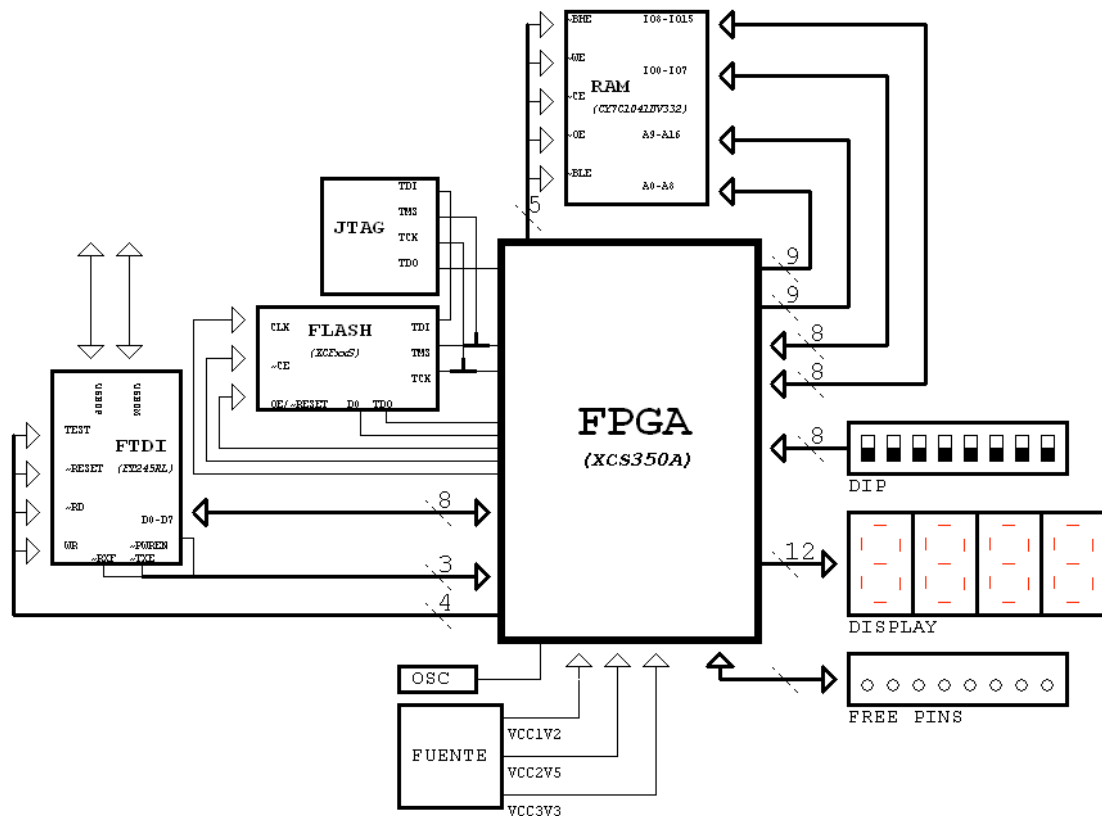 ~BHE IO8-IO15
~WE
IO0-IO7
RAM
~CE
(CY7C1041DV332)
~OE A9-A16
~BLE
A0-A8
5
JTAG
TDI
TMS
TCK
TDO
9
9
8
8
FLASH
(XCFxxS)
CLK
~CE
OE/~RESET D0 TDO
TDI
TMS
TCK
FPGA
(XCS350A)
8
DIP
USBDP
USBDM
TEST
FTDI
~RESET
~RD
D0-D7
WR
~PWREN
~RXF ~TXE
8
3
4
12
DISPLAY
OSC
FREE PINS
FUENTE
VCC1V2
VCC2V5
VCC3V3